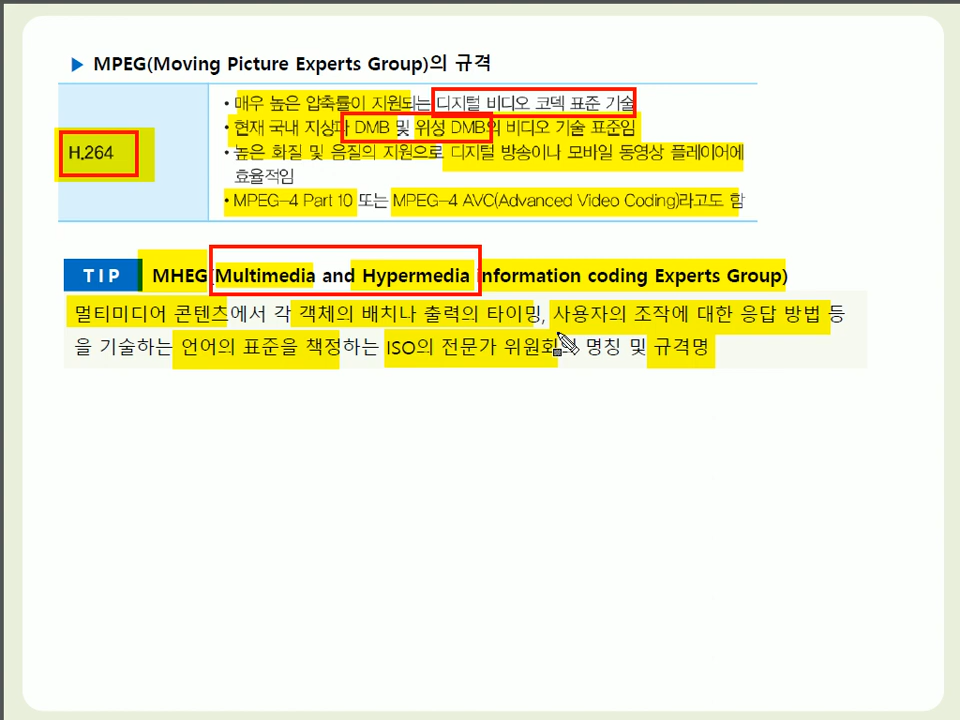 ▶ MPEG(Moving Picture Experts Group)의 규격
• 매우 높은 압축률이 지원되는 디지털 비디오 코덱 표준 기술
• 현재 국내 지상파 DMB 및 위성 DMB의 비디오 기술 표준임
H.264
• 높은 화질 및 음질의 지원으로 디지털 방송이나 모바일 동영상 플레이어에
효율적임
• MPEG-4 Part 10 또는 MPEG-4 AVC(Advanced Video Coding)라고도 함
TIP MHEG(Multimedia and Hypermedia information coding Experts Group)
멀티미디어 콘텐츠에서 각 객체의 배치나 출력의 타이밍, 사용자의 조작에 대한 응답 방법 등
을 기술하는 언어의 표준을 책정하는 ISO의 전문가 위원회 명칭 및 규격명